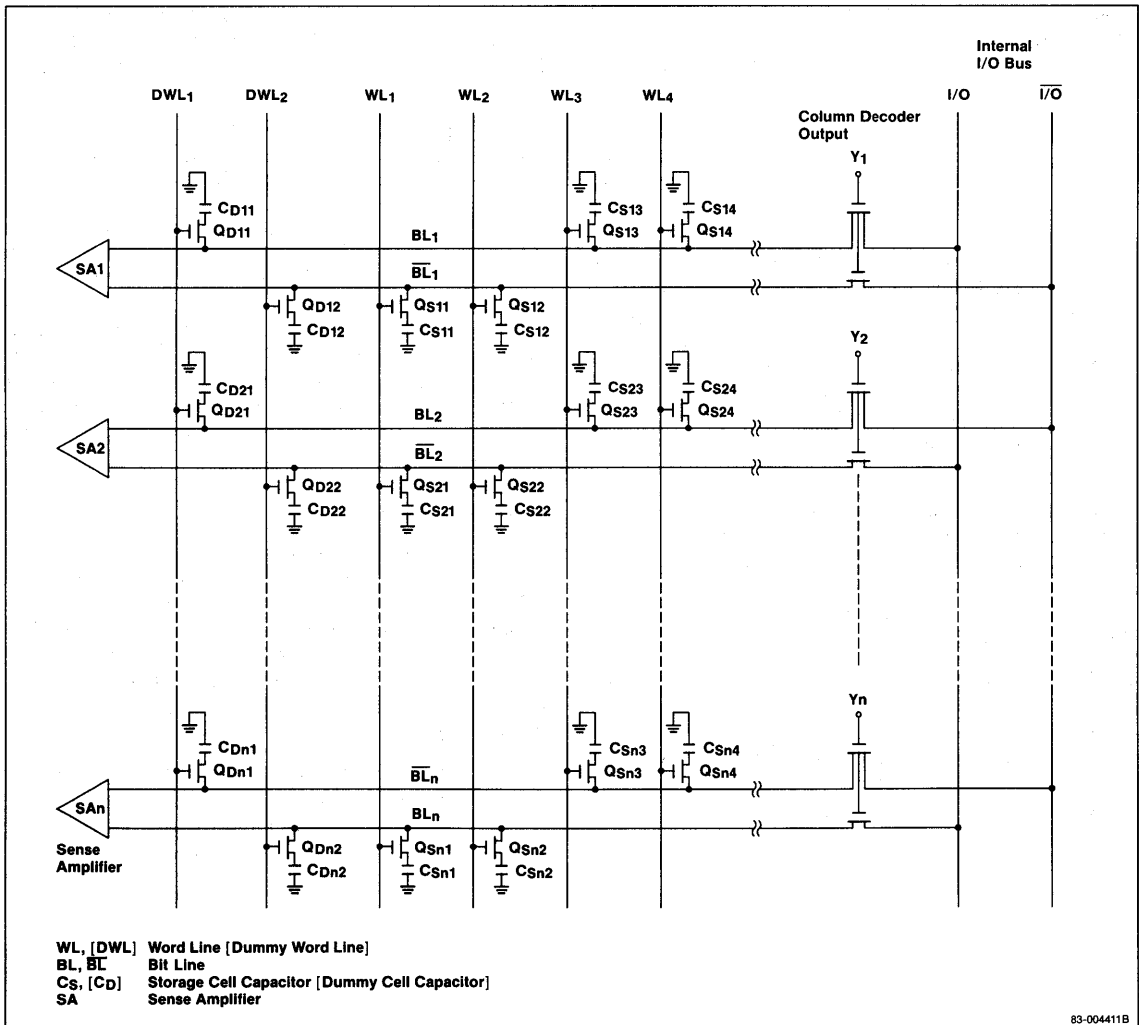 Internal
I/O Bus
DWL1 DWL2 WL1 WL2 WL3 WL4 I/O I/O
Column Decoder
Output
Y1
CD11 CS13 CS14
QD11 QS13 QS14
BL1
SA1
BL1
QD12 QS11 QS12
CD12 CS11 CS12
Y2
CD21 CS23 CS24
QD21 QS23 QS24
BL2
SA2
BL2
QD22 QS21 QS22
CD22 CS21 CS22
Yn
CDn1 CSn3 CSn4
QDn1 QSn3 QSn4
BLn
SAn
BLn
Sense
Amplifier
QDn2 QSn1 QSn2
CDn2 CSn1 CSn2
WL, [DWL] Word Line [Dummy Word Line]
BL, BL Bit Line
CS, [CD] Storage Cell Capacitor [Dummy Cell Capacitor]
SA Sense Amplifier
83-004411B